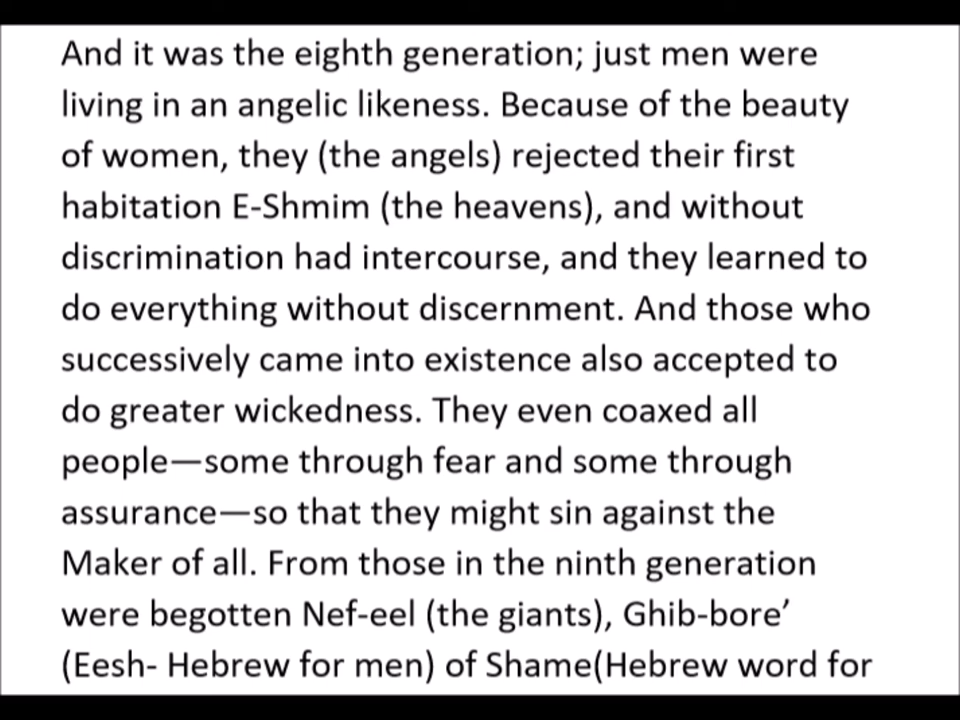 And it was the eighth generation; just men were
living in an angelic likeness. Because of the beauty
of women, they (the angels) rejected their first
habitation E-Shmim (the heavens), and without
discrimination had intercourse, and they learned to
do everything without discernment. And those who
successively came into existence also accepted to
do greater wickedness. They even coaxed all
people—some through fear and some through
assurance—so that they might sin against the
Maker of all. From those in the ninth generation
were begotten Nef-eel (the giants), Ghib-bore’
(Eesh- Hebrew for men) of Shame(Hebrew word for